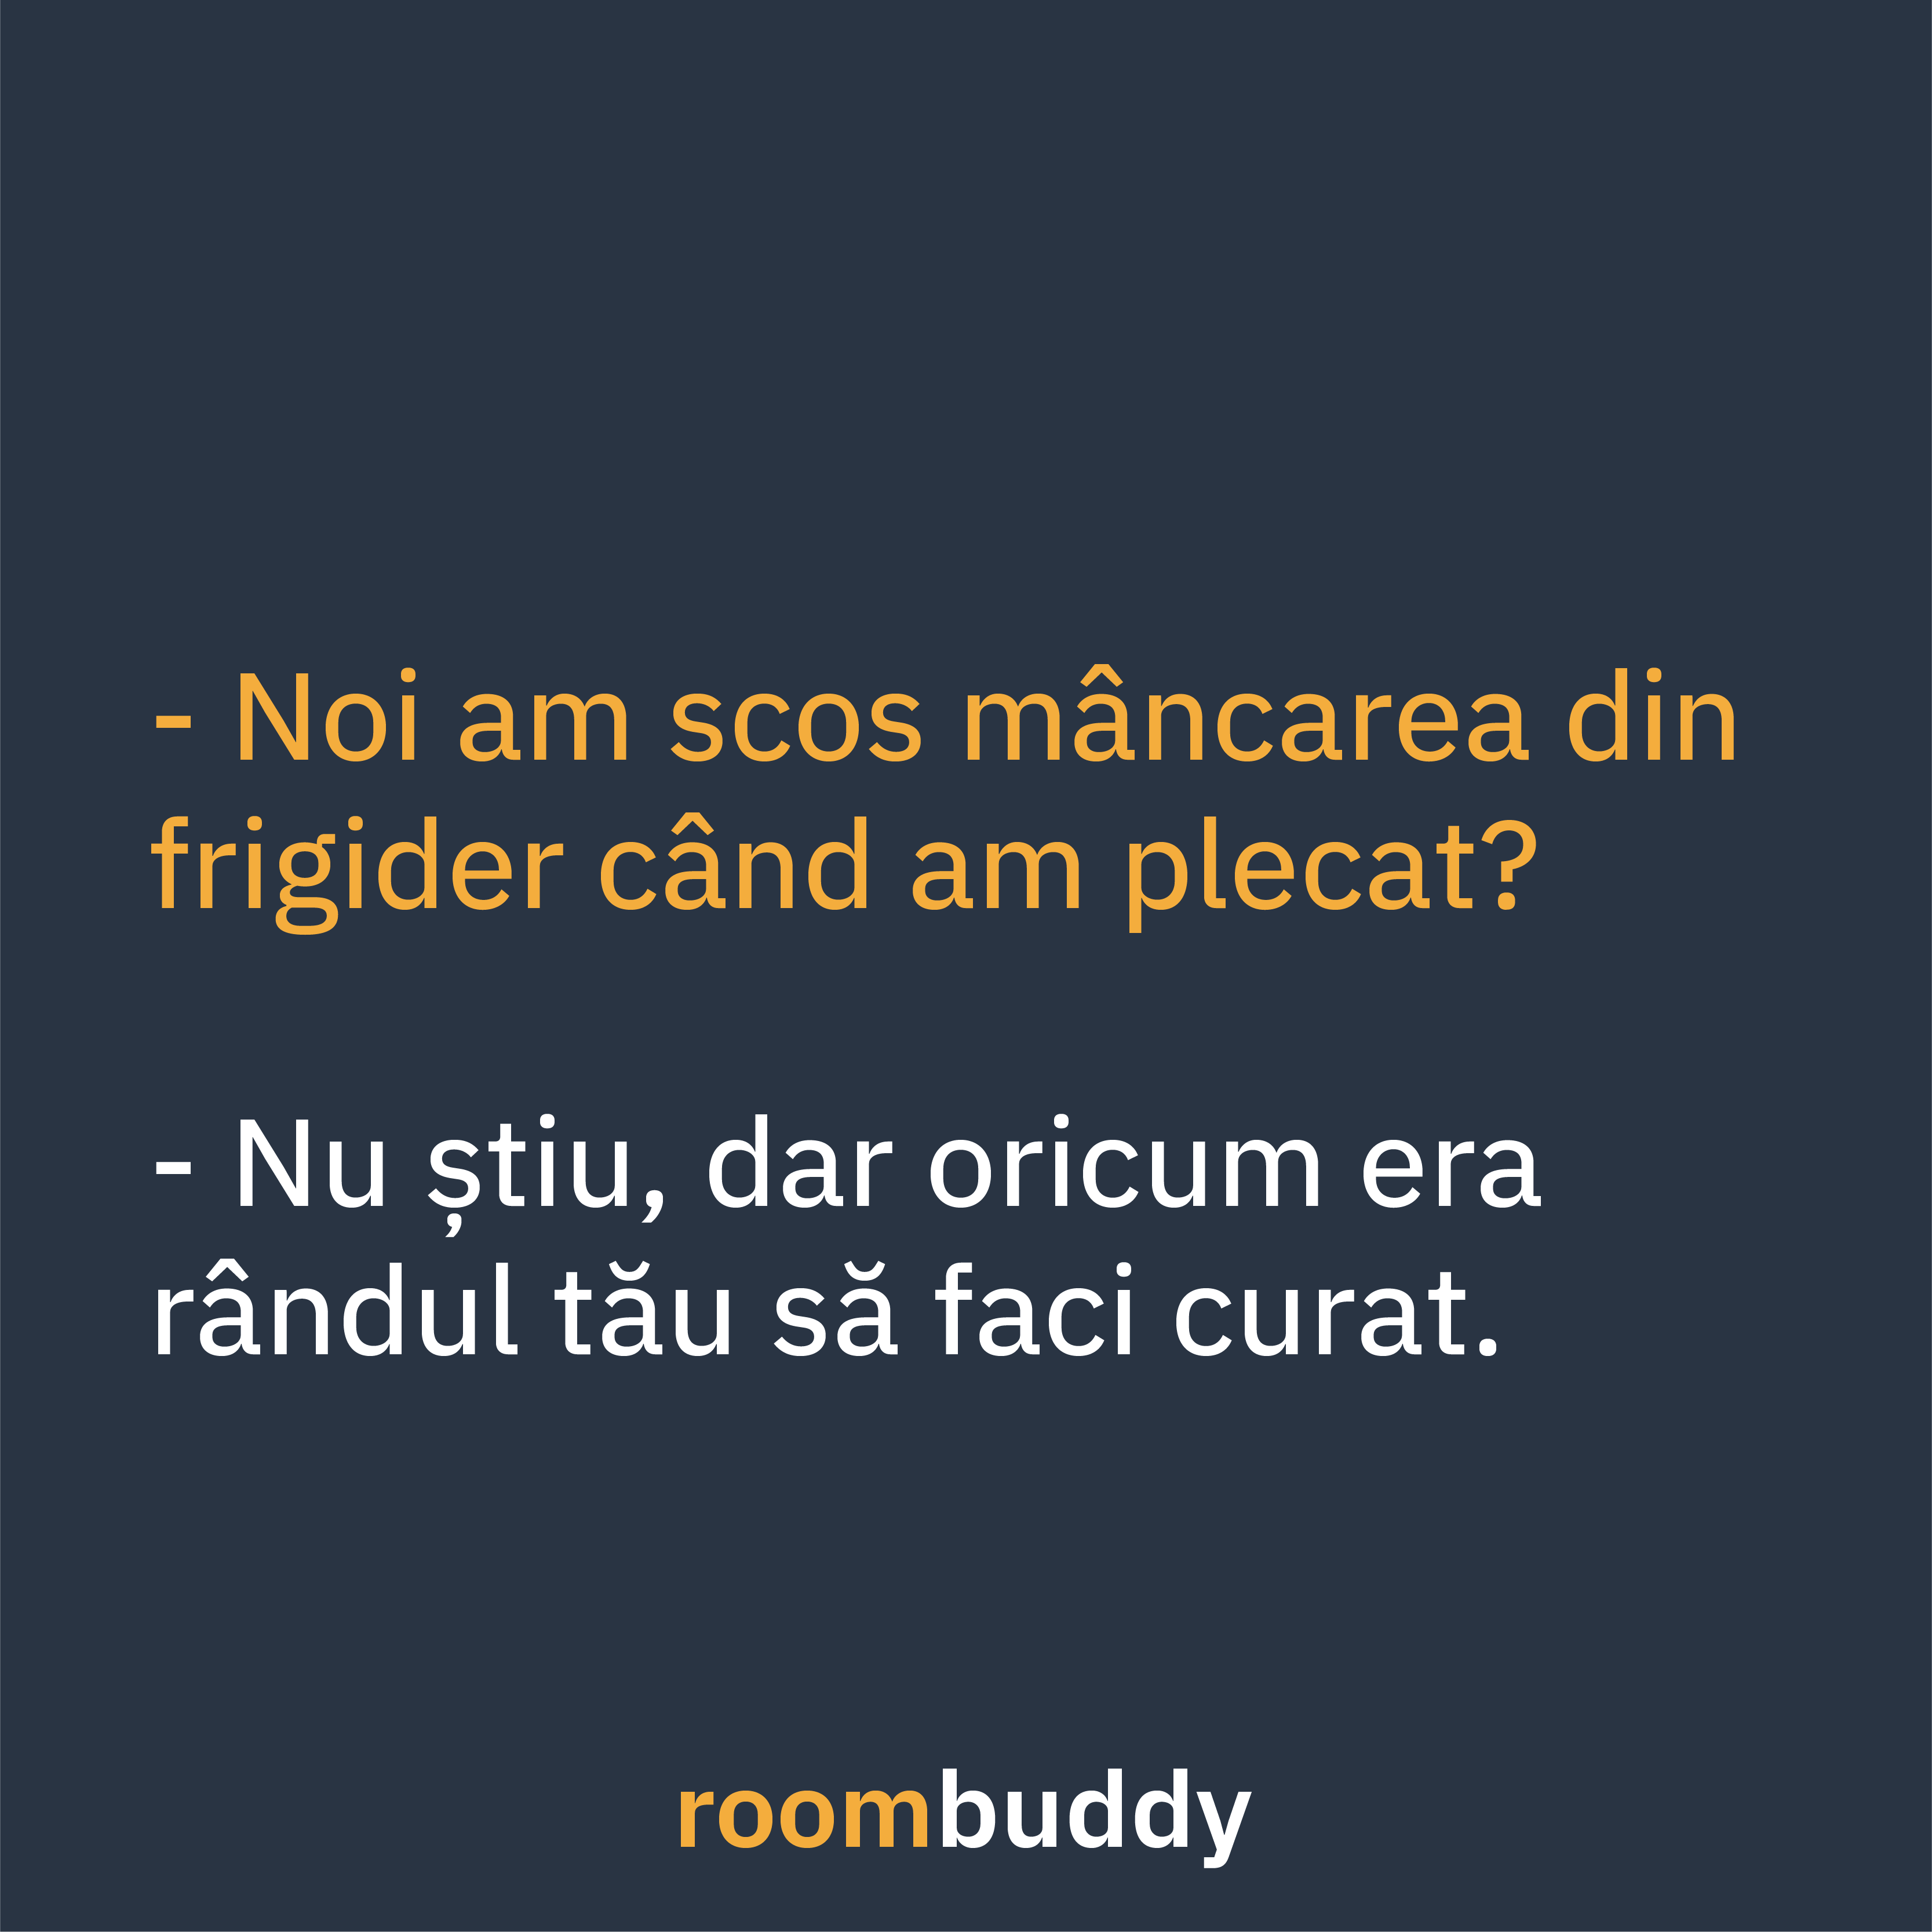 - Noi am scos mâncarea din
frigider când am plecat?
- Nu știu, dar oricum era
rândul tău să faci curat.
roombuddy